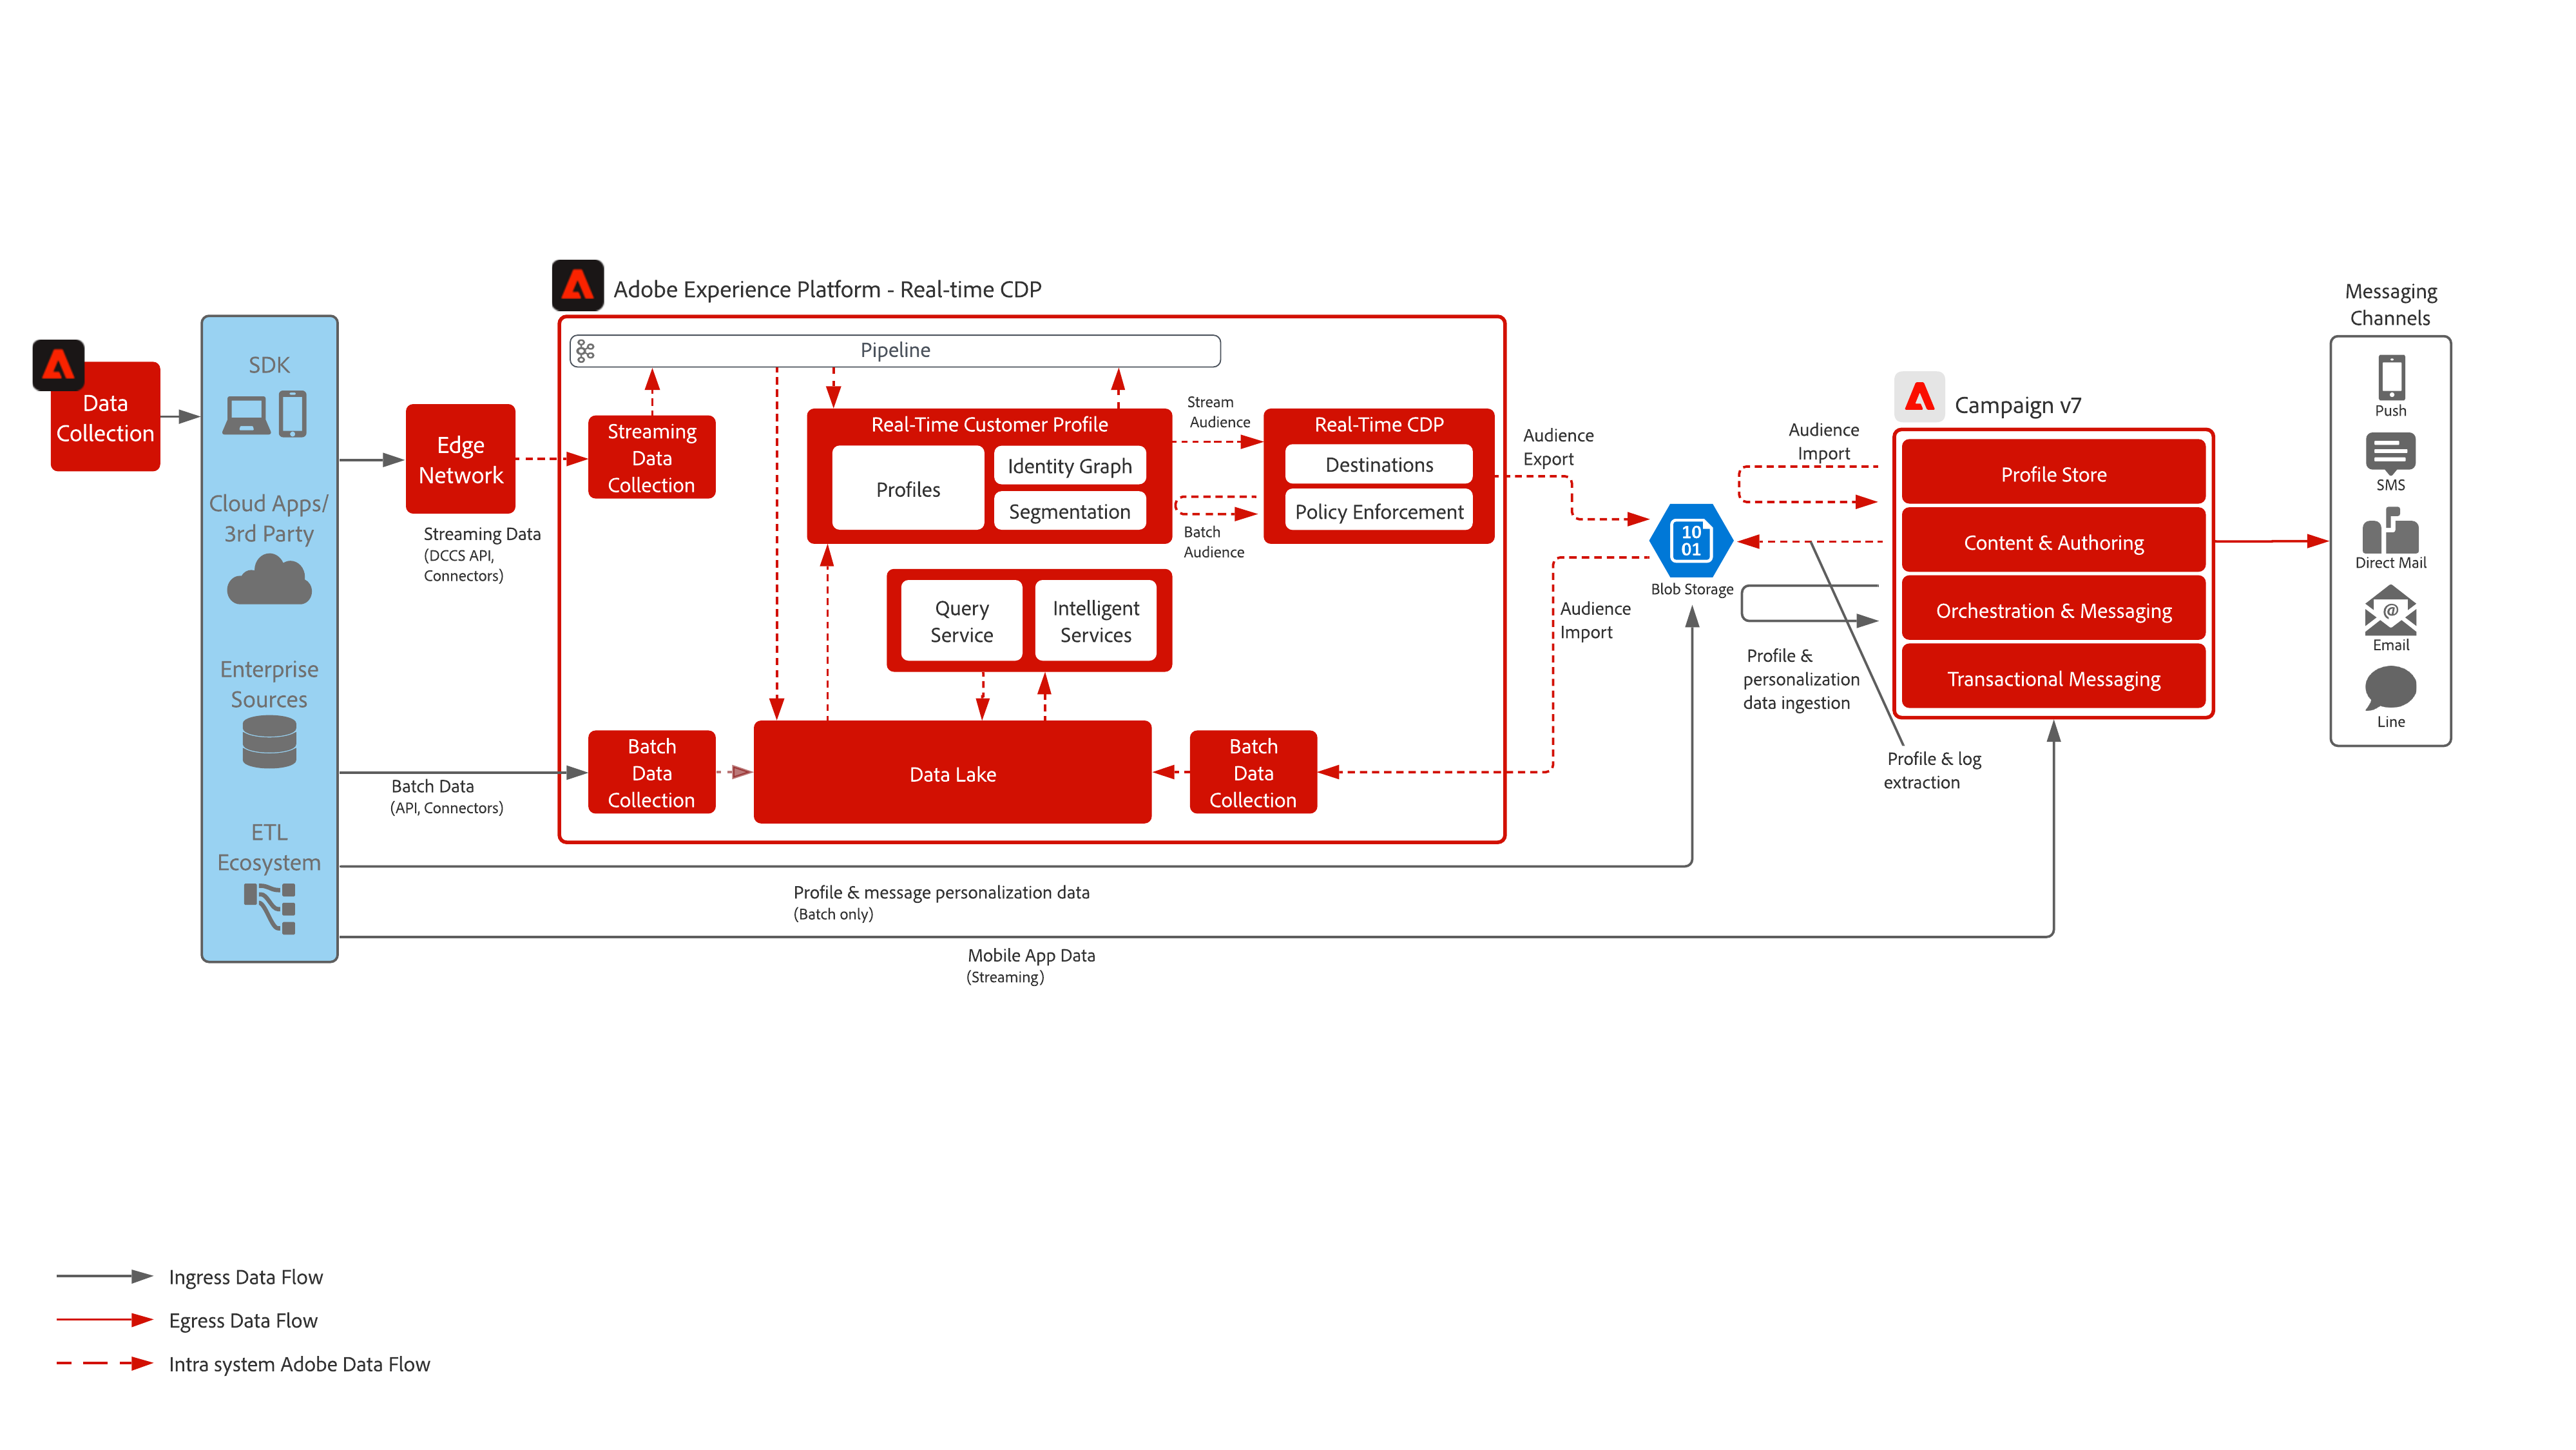 Data
Collection
SDK
Cloud Apps/
3rd Party
Enterprise
Sources
ETL
Ecosystem
Edge
Network
Streaming Data
(DCCS API,
Connectors)
Batch Data
(API, Connectors)
Adobe Experience Platform - Real-time CDP
Pipeline
Streaming
Data
Collection
Real-Time Customer Profile
Profiles
Identity Graph
Segmentation
Stream
Audience
Batch
Audience
Real-Time CDP
Destinations
Policy Enforcement
Query
Service
Intelligent
Services
Batch
Data
Collection
Data Lake
Batch
Data
Collection
Audience
Export
Audience
Import
10
01
Blob Storage
Audience
Import
Profile &
personalization
data ingestion
Profile & log
extraction
Campaign v7
Profile Store
Content & Authoring
Orchestration & Messaging
Transactional Messaging
Messaging
Channels
Push
SMS
Direct Mail
@
Email
Line
Profile & message personalization data
(Batch only)
Mobile App Data
(Streaming)
Ingress Data Flow
Egress Data Flow
Intra system Adobe Data Flow